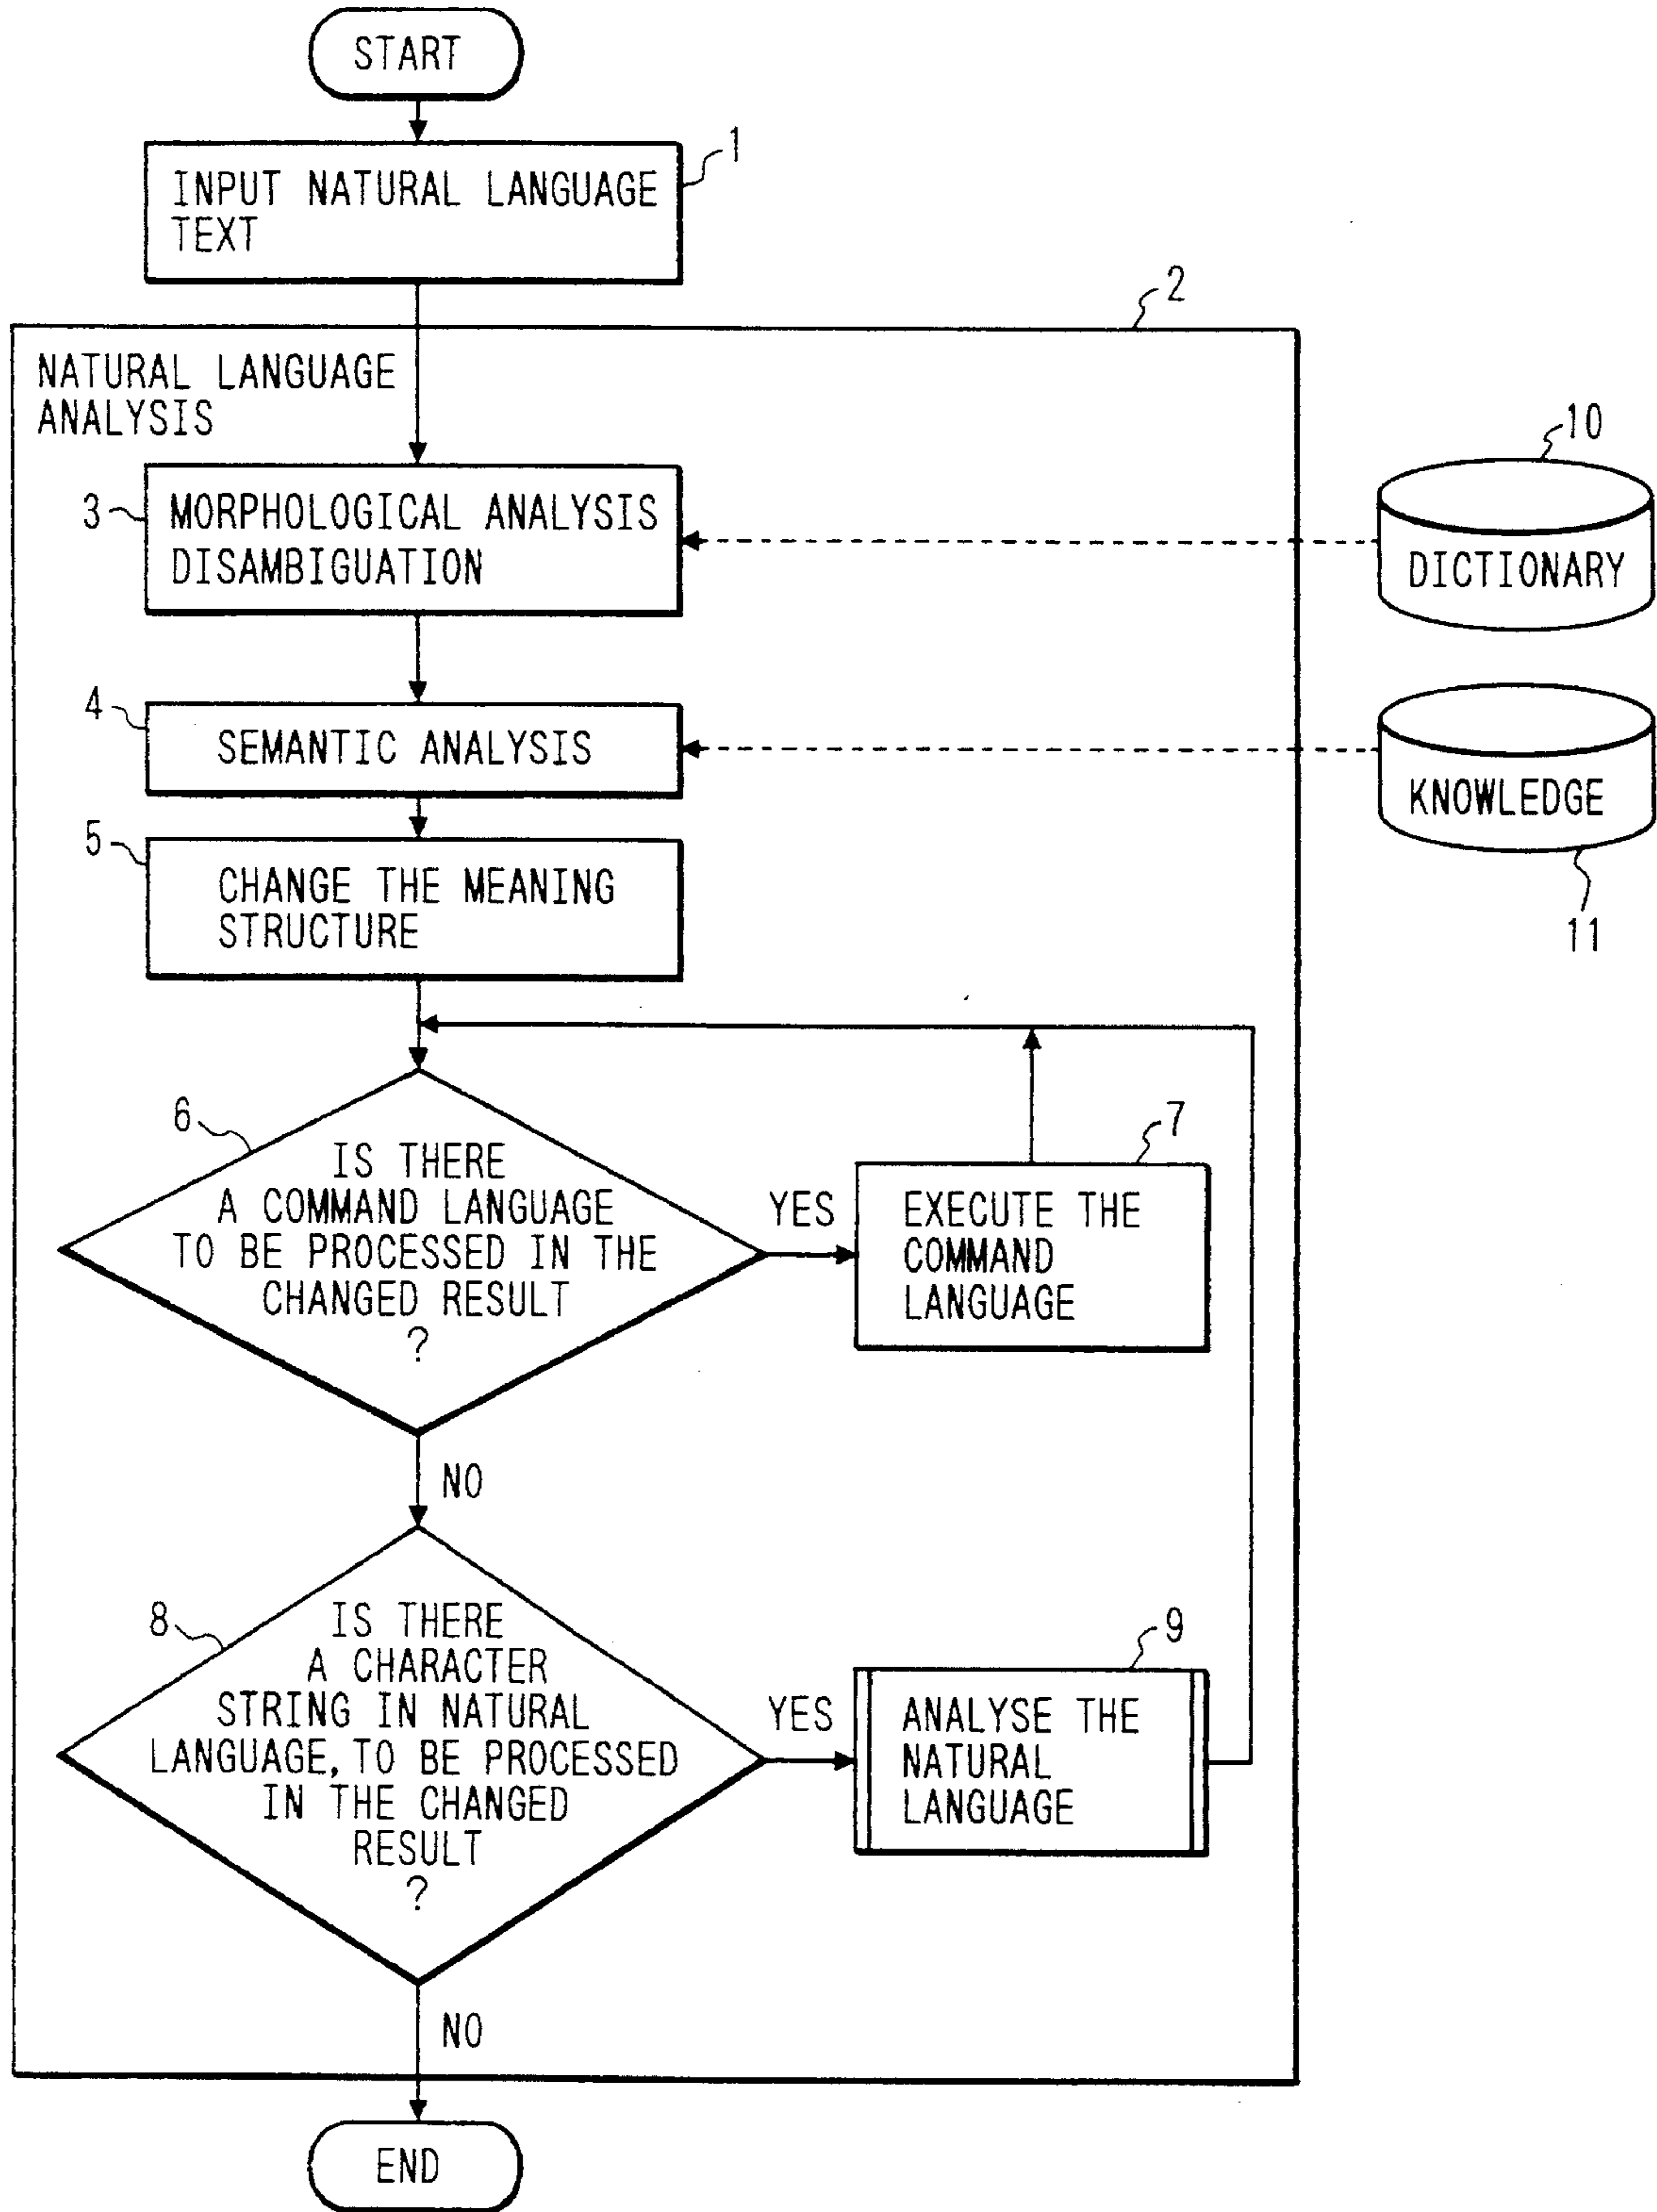 START
1
INPUT NATURAL LANGUAGE
TEXT
2
NATURAL LANGUAGE
ANALYSIS
3
MORPHOLOGICAL ANALYSIS
DISAMBIGUATION
10
DICTIONARY
4
SEMANTIC ANALYSIS
KNOWLEDGE
11
5
CHANGE THE MEANING
STRUCTURE
6
IS THERE
A COMMAND LANGUAGE
TO BE PROCESSED IN THE
CHANGED RESULT
?
YES
7
EXECUTE THE
COMMAND
LANGUAGE
NO
8
IS THERE
A CHARACTER
STRING IN NATURAL
LANGUAGE, TO BE PROCESSED
IN THE CHANGED
RESULT
?
YES
9
ANALYSE THE
NATURAL
LANGUAGE
NO
END